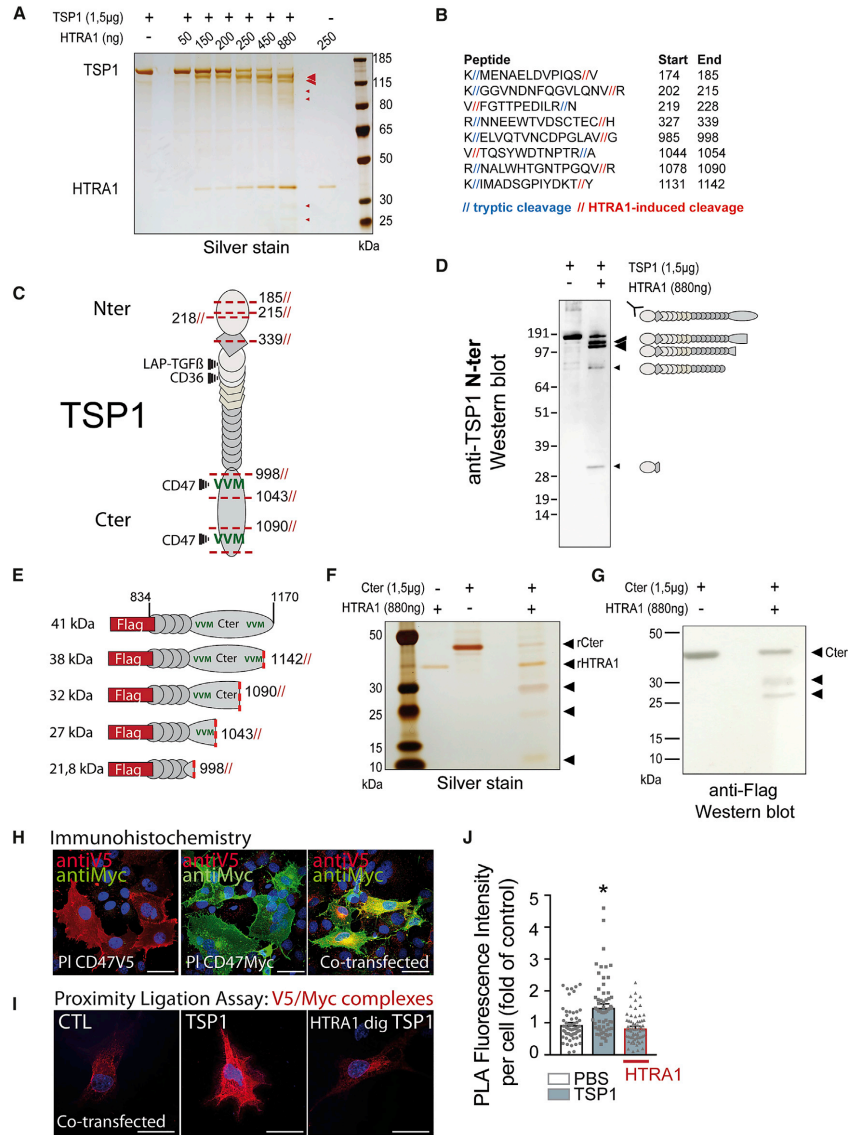 A
TSP1 (1,5µg) + + + + + + + -
HTRA1 (ng) - 50 150 200 250 450 880 250
TSP1
HTRA1
185
115
80
65
50
30
25
Silver stain
kDa
B
Peptide Start End
K//MENAELDVPIQS//V 174 185
K//GGVNDNFQGVLQNV//R 202 215
V//FGTTPEDILR//N 219 228
R//NNEEWTVDSCTEC//H 327 339
K//ELVQTVNCDPGLAV//G 985 998
V//TQSYWDTNPTR//A 1044 1054
R//NALWHTGNTPGQV//R 1078 1090
K//IMADSGPIYDKT//Y 1131 1142
// tryptic cleavage // HTRA1-induced cleavage
C
Nter
185//
215//
218//
339//
LAP-TGFß
CD36
TSP1
998//
CD47 VVM
1043//
Cter
1090//
CD47 VVM
D
+ + TSP1 (1,5µg)
- + HTRA1 (880ng)
191
97
64
51
39
28
19
14
anti-TSP1 N-ter
Western blot
E
834 1170
41 kDa Flag VVM Cter VVM
38 kDa Flag VVM Cter VVM 1142//
32 kDa Flag VVM Cter 1090//
27 kDa Flag VVM 1043//
21,8 kDa Flag 998//
F
Cter (1,5µg) - + +
HTRA1 (880ng) + - +
50
30
25
15
10
kDa
rCter
rHTRA1
Silver stain
G
Cter (1,5µg) + +
HTRA1 (880ng) - +
50
30
25
15
10
kDa
Cter
anti-Flag
Western blot
H Immunohistochemistry
antiV5
antiMyc
Pl CD47V5
antiV5
antiMyc
Pl CD47Myc
antiV5
antiMyc
Co-transfected
I Proximity Ligation Assay: V5/Myc complexes
CTL
Co-transfected
TSP1
HTRA1 dig TSP1
J
PLA Fluorescence Intensity
per cell (fold of control)
5
4
3
2
1
0
*
PBS
TSP1
HTRA1